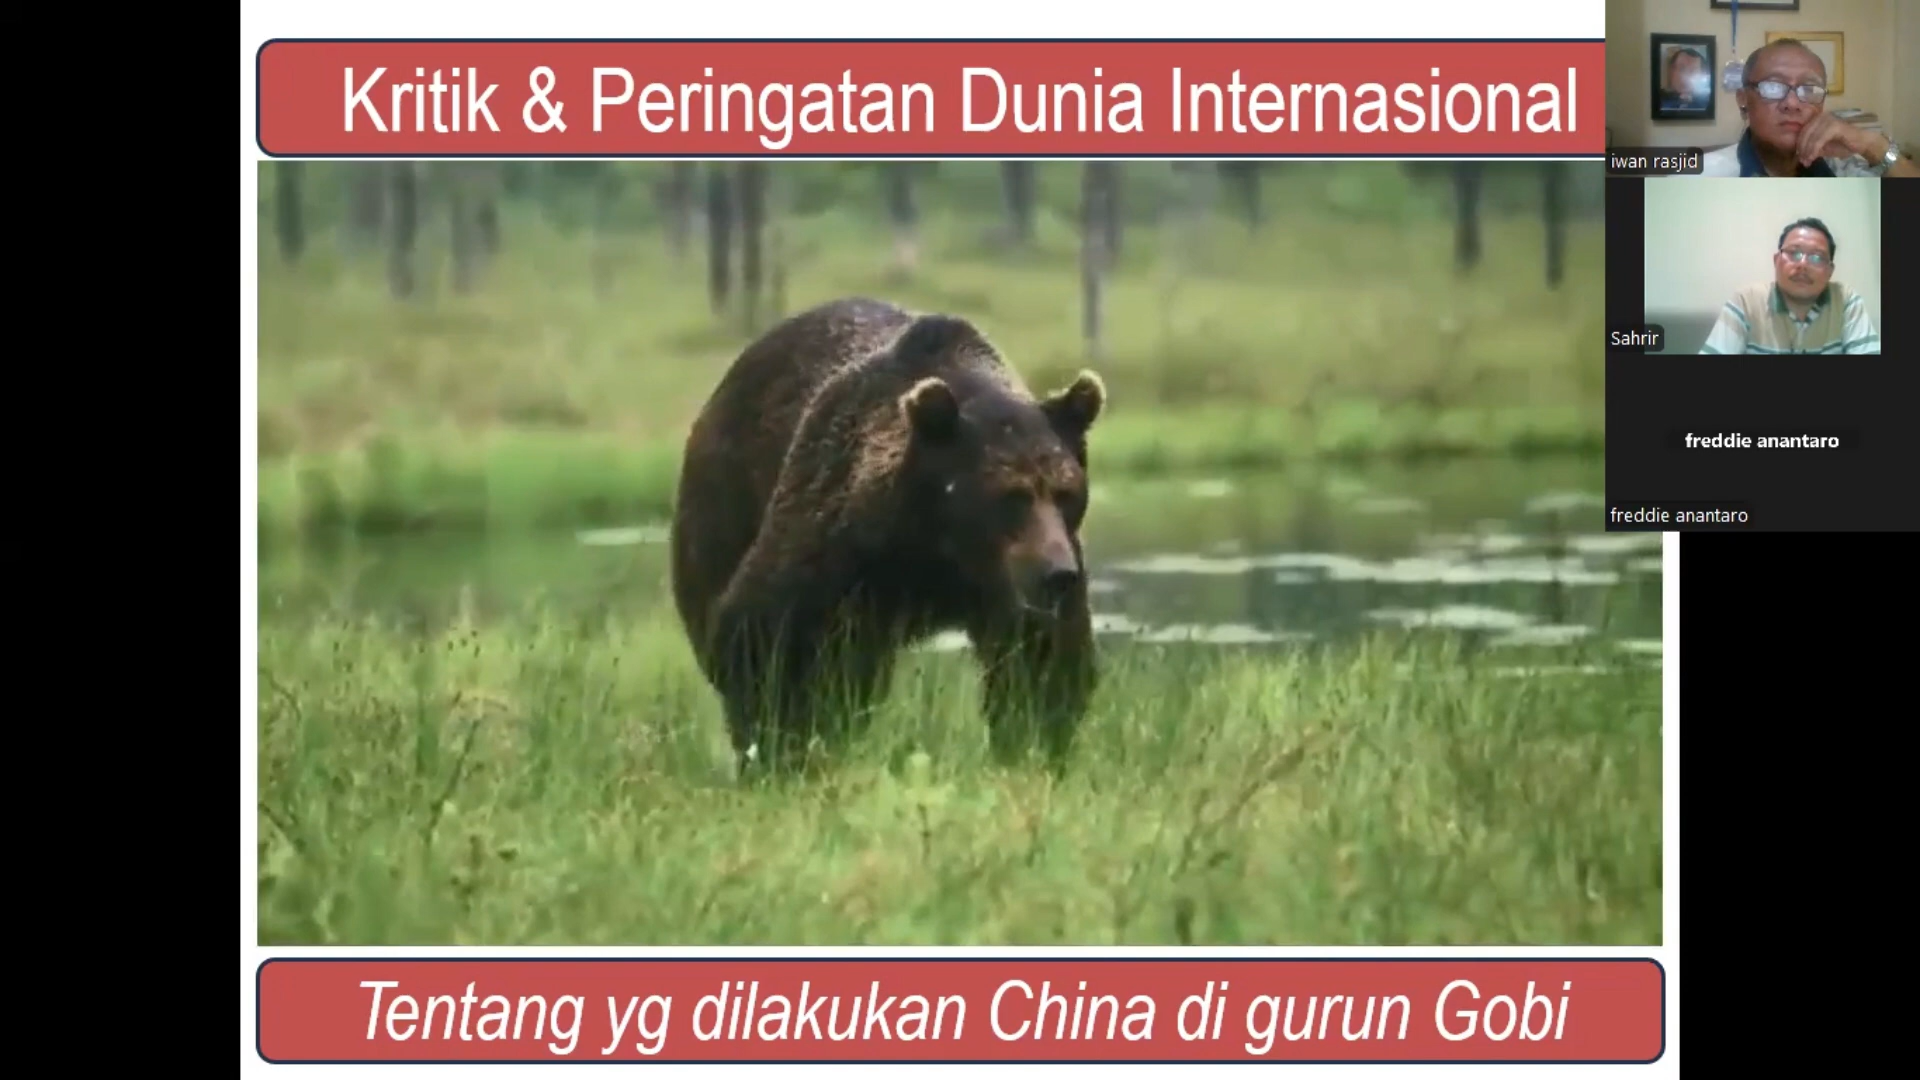 Kritik & Peringatan Dunia Internasional
iwan rasjid
Sahrir
freddie anantaro
freddie anantaro
Tentang yg dilakukan China di gurun Gobi